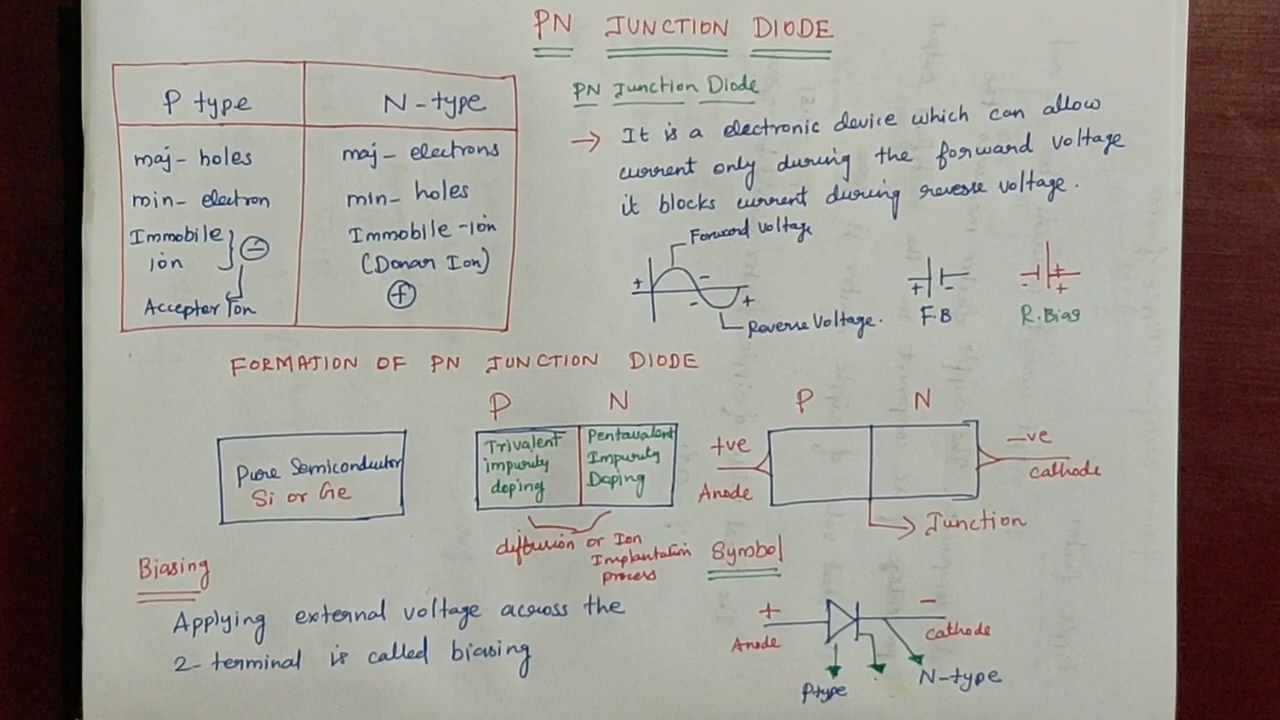 PN JUNCTION DIODE
P type
N-type
maj- holes
maj- electrons
min- electron
min- holes
Immobile
ion
-
Acceptor Ion
Immobile-ion
(Donar Ion)
+
PN Junction Diode
→ It is a electronic device which can allow
current only during the forward voltage
it blocks current during reverse voltage.
Forward Voltage
+ -
- +
Reverse Voltage.
+ -
F.B
- +
+
R.Bias
FORMATION OF PN JUNCTION DIODE
Pure Semiconductor
Si or Ge
P N
Trivalent
impurity
doping
Pentavalent
Impurity
Doping
diffusion or Ion
Implantation
process
P N
+ve
Anode
-ve
cathode
Junction
Biasing
Applying external voltage across the
2-terminal is called biasing
Symbol
+ -
Anode
cathode
Ptype
N-type